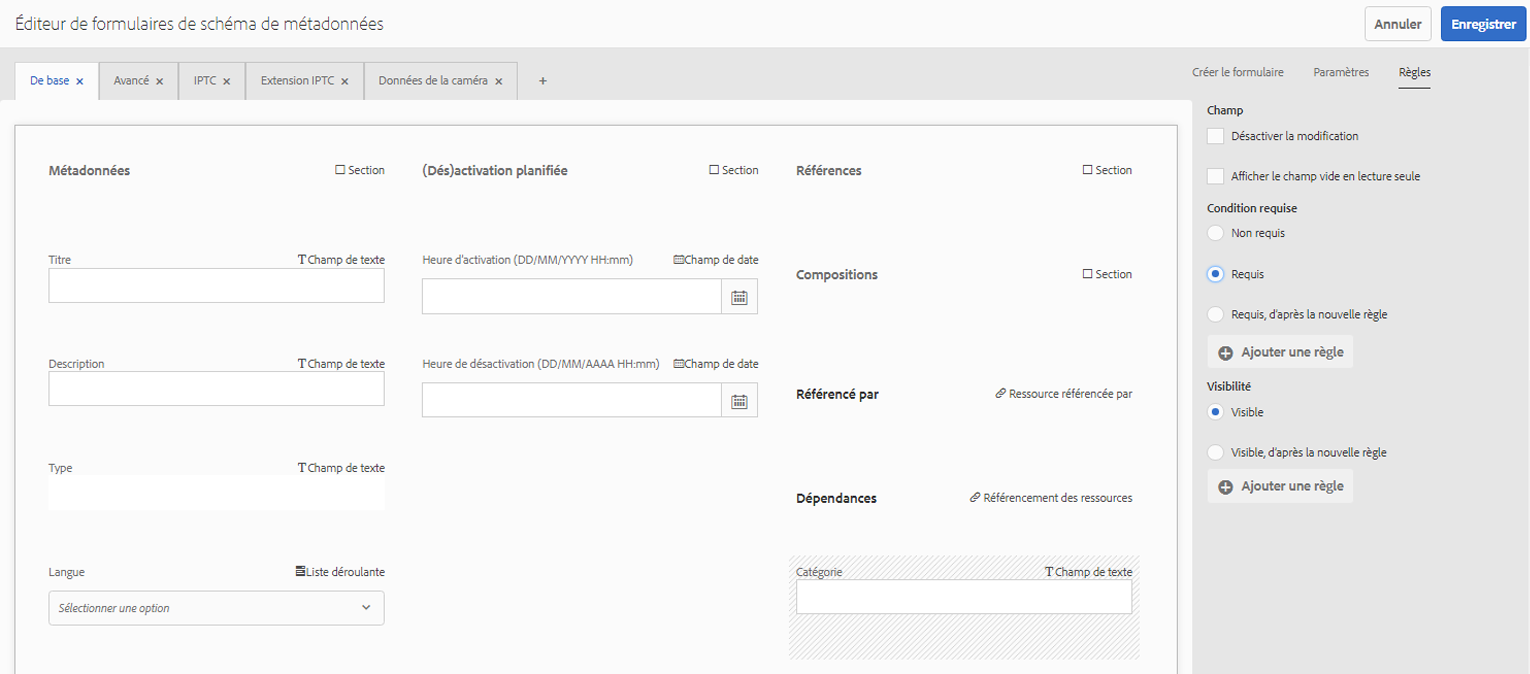 Éditeur de formulaires de schéma de métadonnées
Annuler
Enregistrer
De base ×
Avancé ×
IPTC ×
Extension IPTC ×
Données de la caméra ×
+
Créer le formulaire
Paramètres
Règles
Métadonnées
Section
Titre
TChamp de texte
Description
TChamp de texte
Type
TChamp de texte
Langue
Liste déroulante
Sélectionner une option
(Dés)activation planifiée
Section
Heure d'activation (DD/MM/YYYY HH:mm)
Champ de date
Heure de désactivation (DD/MM/AAAA HH:mm)
Champ de date
Références
Section
Compositions
Section
Référencé par
Ressource référencée par
Dépendances
Référencement des ressources
Catégorie
TChamp de texte
Champ
Désactiver la modification
Afficher le champ vide en lecture seule
Condition requise
Non requis
Requis
Requis, d'après la nouvelle règle
Ajouter une règle
Visibilité
Visible
Visible, d'après la nouvelle règle
Ajouter une règle